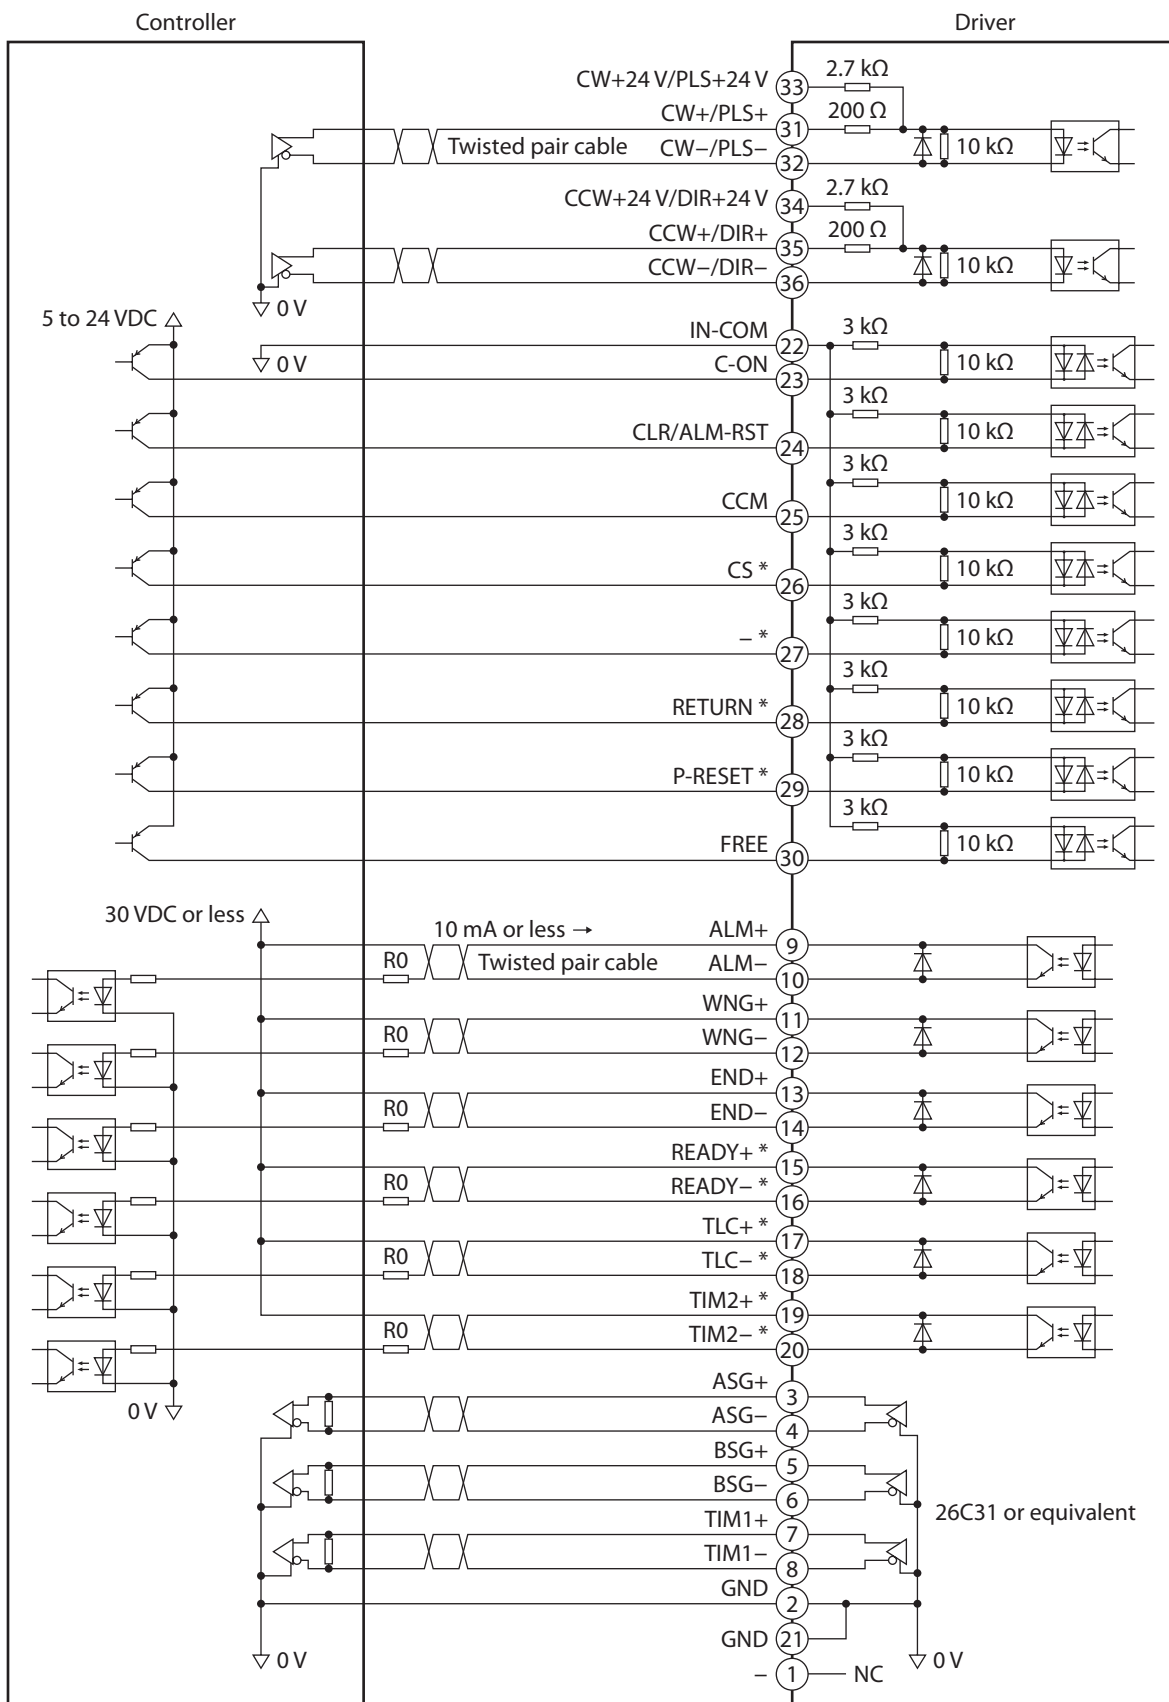 Controller
Driver
CW+24 V/PLS+24 V 33 2.7 kΩ
CW+/PLS+ 31 200 Ω
Twisted pair cable CW−/PLS− 32 10 kΩ
CCW+24 V/DIR+24 V 34 2.7 kΩ
CCW+/DIR+ 35 200 Ω
CCW−/DIR− 36 10 kΩ
0 V
5 to 24 VDC
IN-COM 22 3 kΩ
0 V C-ON 23 10 kΩ
3 kΩ
CLR/ALM-RST 24 10 kΩ
3 kΩ
CCM 25 10 kΩ
3 kΩ
CS * 26 10 kΩ
3 kΩ
− * 27 10 kΩ
3 kΩ
RETURN * 28 10 kΩ
3 kΩ
P-RESET * 29 10 kΩ
3 kΩ
FREE 30 10 kΩ
30 VDC or less
10 mA or less → ALM+ 9
R0 Twisted pair cable ALM− 10
WNG+ 11
R0 WNG− 12
END+ 13
R0 END− 14
READY+ * 15
R0 READY− * 16
TLC+ * 17
R0 TLC− * 18
TIM2+ * 19
R0 TIM2− * 20
0 V
ASG+ 3
ASG− 4
BSG+ 5
BSG− 6
26C31 or equivalent
TIM1+ 7
TIM1− 8
GND 2
GND 21
0 V
0 V
− 1 NC